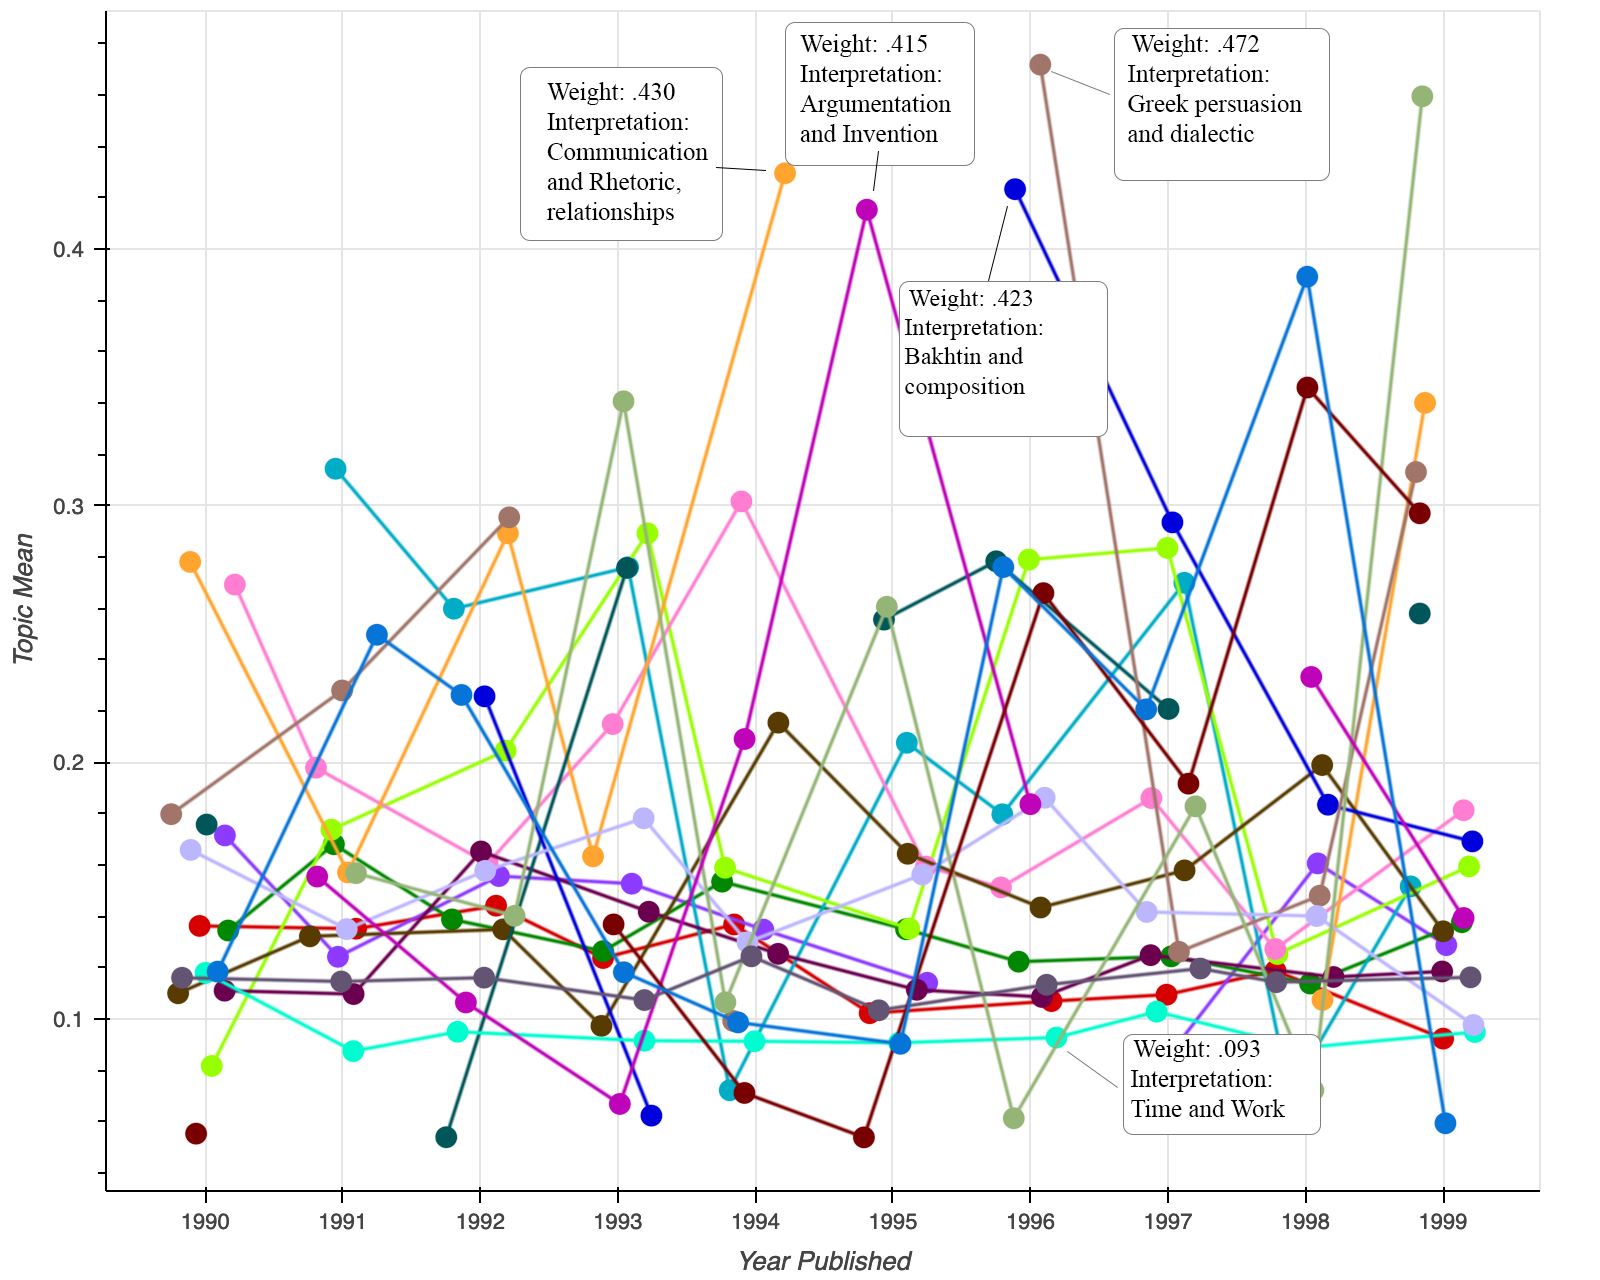 Weight: .430
Interpretation:
Communication
and Rhetoric,
relationships
Weight: .415
Interpretation:
Argumentation
and Invention
Weight: .472
Interpretation:
Greek persuasion
and dialectic
Weight: .423
Interpretation:
Bakhtin and
composition
Weight: .093
Interpretation:
Time and Work
Topic Mean
0.4
0.3
0.2
0.1
1990 1991 1992 1993 1994 1995 1996 1997 1998 1999
Year Published